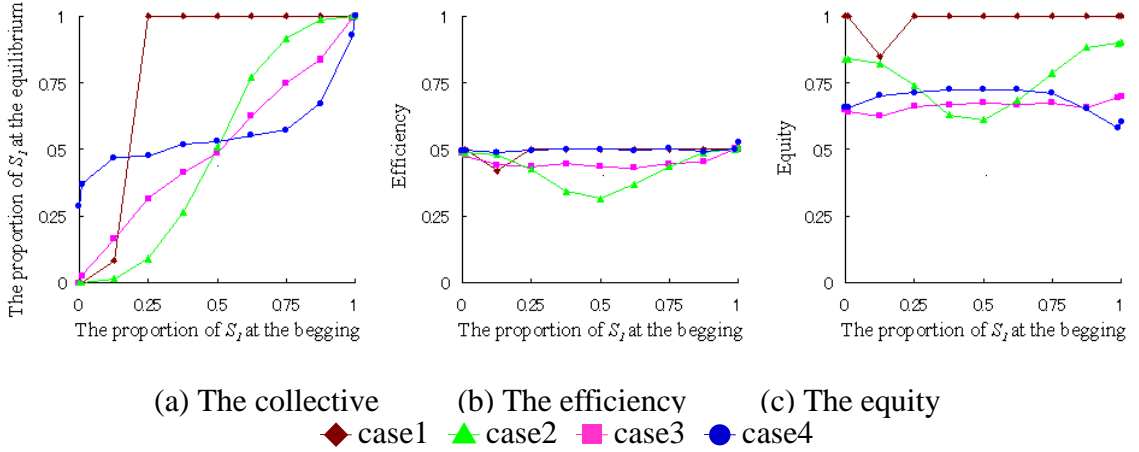 The proportion of S1 at the equilibrium
1
0.75
0.5
0.25
0
0 0.25 0.5 0.75 1
The proportion of S1 at the begging
Efficiency
1
0.75
0.5
0.25
0
0 0.25 0.5 0.75 1
The proportion of S1 at the begging
Equity
1
0.75
0.5
0.25
0
0 0.25 0.5 0.75 1
The proportion of S1 at the begging
(a) The collective
(b) The efficiency
(c) The equity
case1 case2 case3 case4